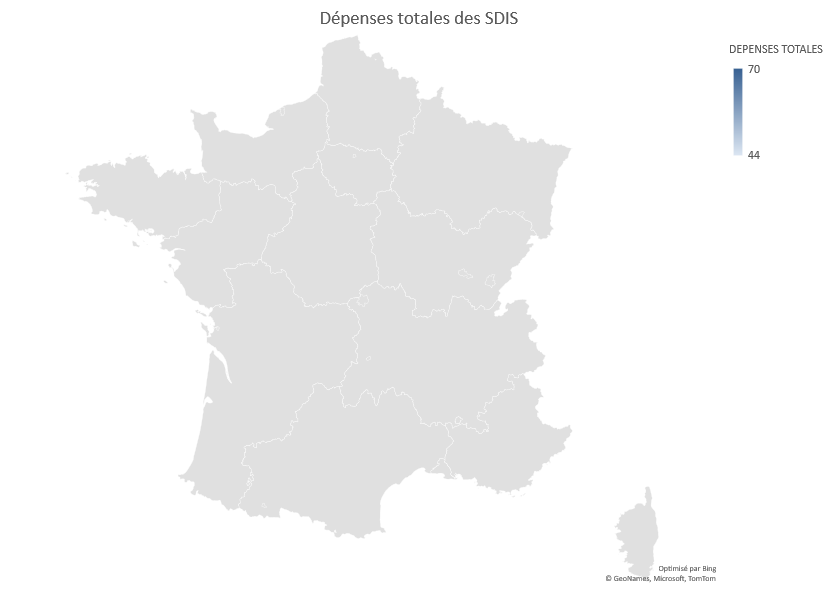 Dépenses totales des SDIS
DEPENSES TOTALES
70
44
Optimisé par Bing
© GeoNames, Microsoft, TomTom